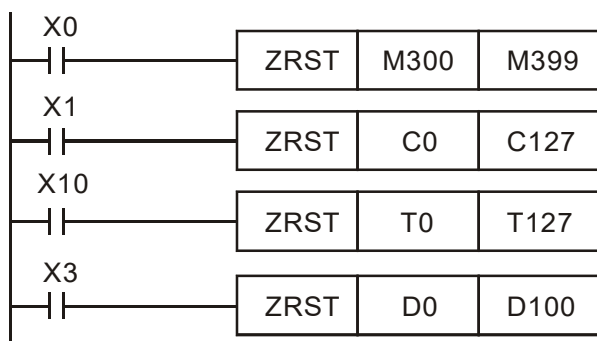 X0
ZRST M300 M399
X1
ZRST C0 C127
X10
ZRST T0 T127
X3
ZRST D0 D100